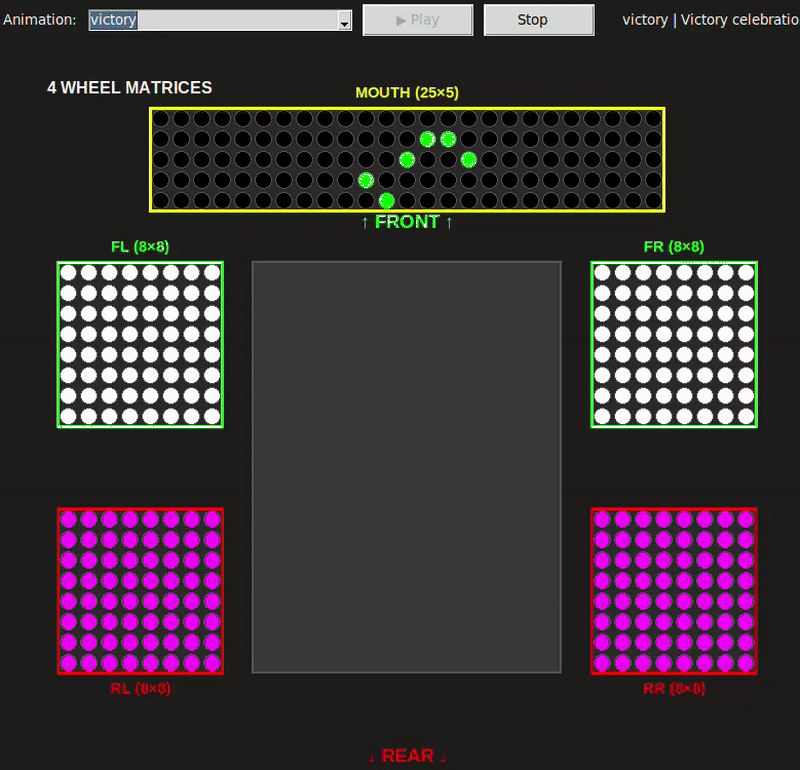 Animation: victory ▶ Play Stop victory | Victory celebratio
4 WHEEL MATRICES
MOUTH (25×5)
↑ FRONT ↑
FL (8×8) FR (8×8)
RL (8×8) RR (8×8)
↓ REAR ↓